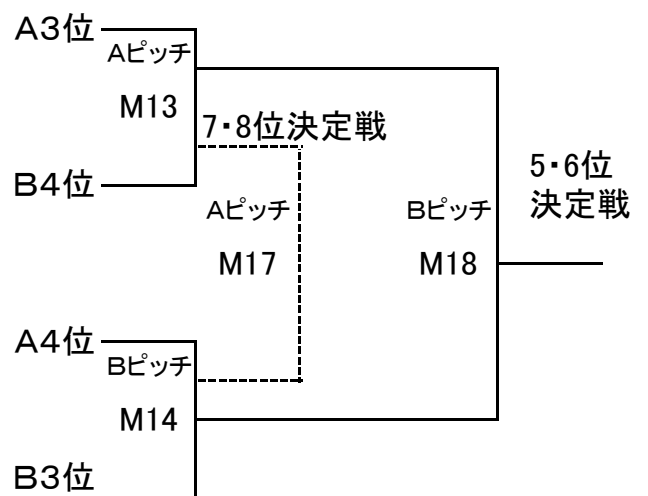 A3位
Aピッチ
M13
7・8位決定戦
B4位
5・6位
決定戦
Aピッチ
Bピッチ
M17
M18
A4位
Bピッチ
M14
B3位